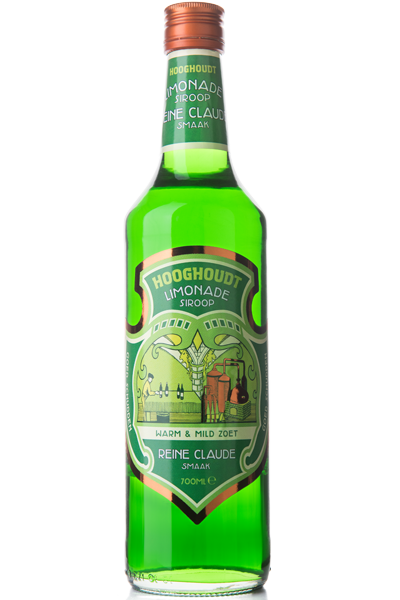 HOOGHOUDT
LIMONADE
SIROOP
REINE CLAUDE
SMAAK
HOOGHOUDT
LIMONADE
SIROOP
WARM & MILD ZOET
REINE CLAUDE
SMAAK
700ML ℮